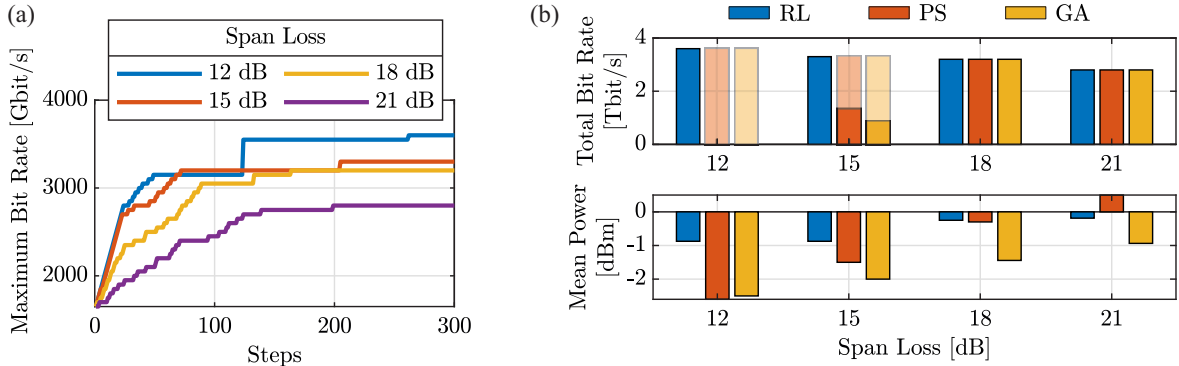 (a)
Span Loss
12 dB
18 dB
15 dB
21 dB
Maximum Bit Rate [Gbit/s]
4000
3000
2000
0
100
200
300
Steps
(b)
RL
PS
GA
Total Bit Rate
[Tbit/s]
4
2
0
12
15
18
21
Mean Power
[dBm]
0
-1
-2
12
15
18
21
Span Loss [dB]